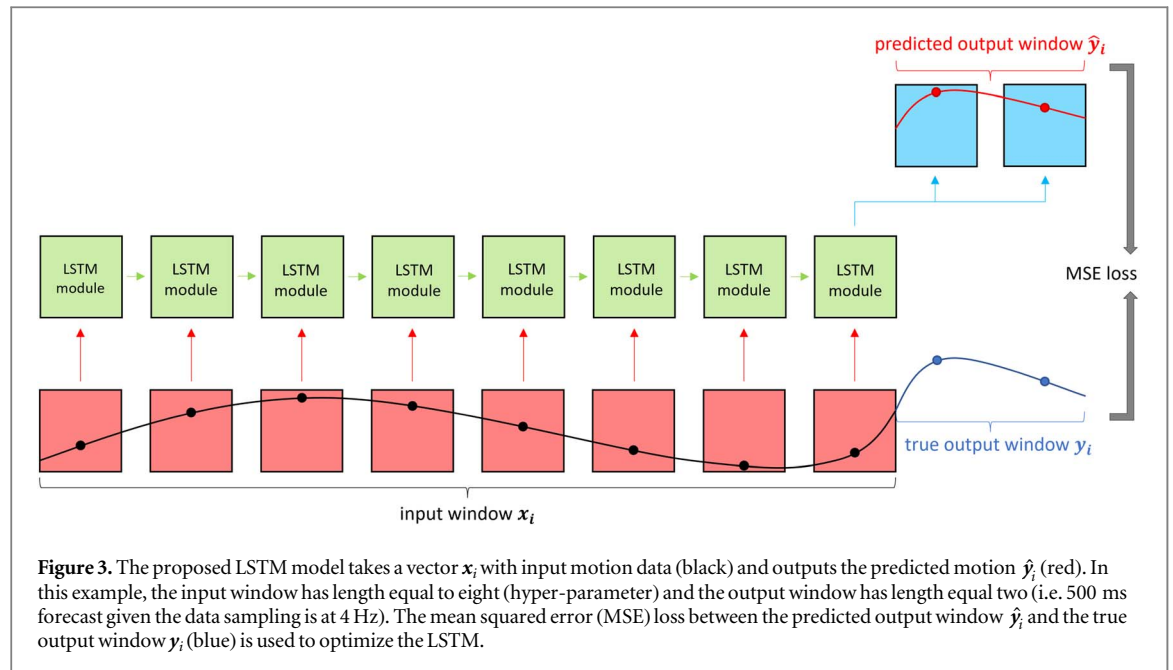 predicted output window ŷᵢ
LSTM module
LSTM module
LSTM module
LSTM module
LSTM module
LSTM module
LSTM module
LSTM module
MSE loss
true output window yᵢ
input window xᵢ
Figure 3. The proposed LSTM model takes a vector xᵢ with input motion data (black) and outputs the predicted motion ŷᵢ (red). In
this example, the input window has length equal to eight (hyper-parameter) and the output window has length equal two (i.e. 500 ms
forecast given the data sampling is at 4 Hz). The mean squared error (MSE) loss between the predicted output window ŷᵢ and the true
output window yᵢ (blue) is used to optimize the LSTM.